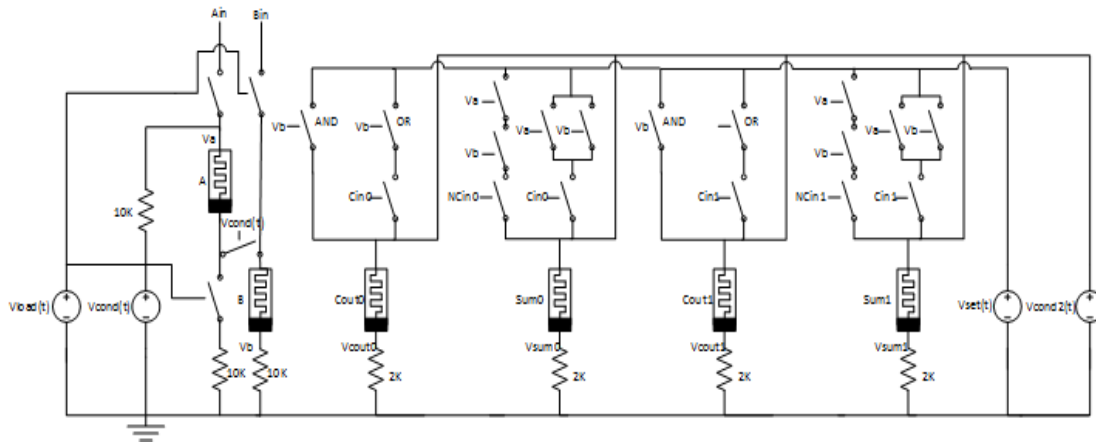 Ain Bin
Va
Vb AND Vb OR Va Vb Vb AND OR Va Vb
Va Va
A Vb Vb
Cin0 NCin0 Cin0 Cin1 NCin1 Cin1
10K
Vcond(t)
B Cout0 Sum0 Cout1 Sum1
Vload(t) Vcond(t) Vset(t) Vcond2(t)
Vb Vcout0 Vsum0 Vcout1 Vsum1
10K 10K 2K 2K 2K 2K